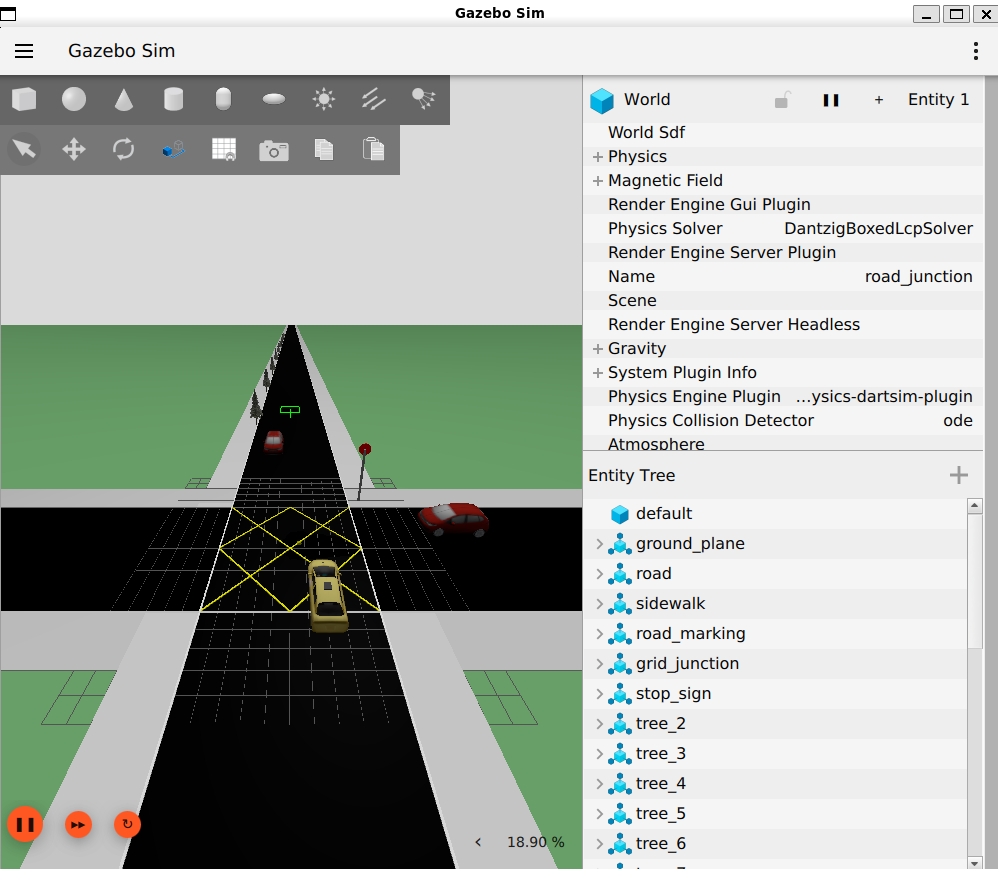 Gazebo Sim
Gazebo Sim
World + Entity 1
World Sdf
Physics
Magnetic Field
Render Engine Gui Plugin
Physics Solver DantzigBoxedLcpSolver
Render Engine Server Plugin
Name road_junction
Scene
Render Engine Server Headless
Gravity
System Plugin Info
Physics Engine Plugin ...ysics-dartsim-plugin
Physics Collision Detector ode
Atmosphere
Entity Tree
default
ground_plane
road
sidewalk
road_marking
grid_junction
stop_sign
tree_2
tree_3
tree_4
tree_5
tree_6
18.90 %